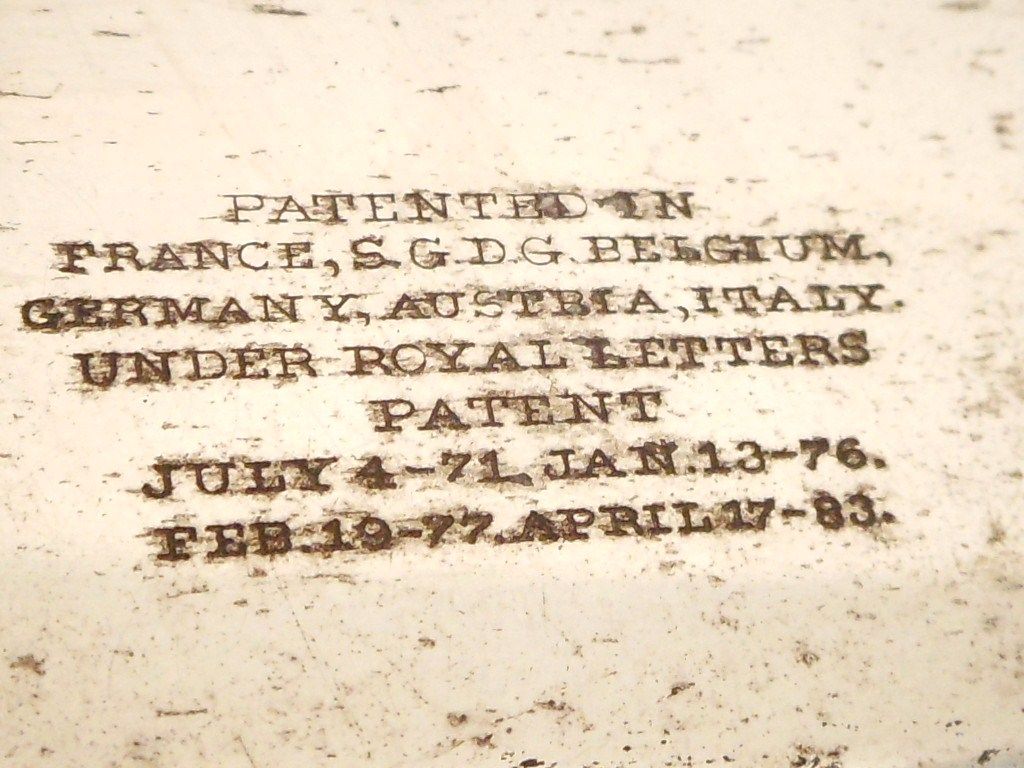 PATENTED IN
FRANCE, S.G.D.G. BELGIUM,
GERMANY, AUSTRIA, ITALY.
UNDER ROYAL LETTERS
PATENT
JULY 4-71. JAN.13-76.
FEB.19-77. APRIL 17-83.